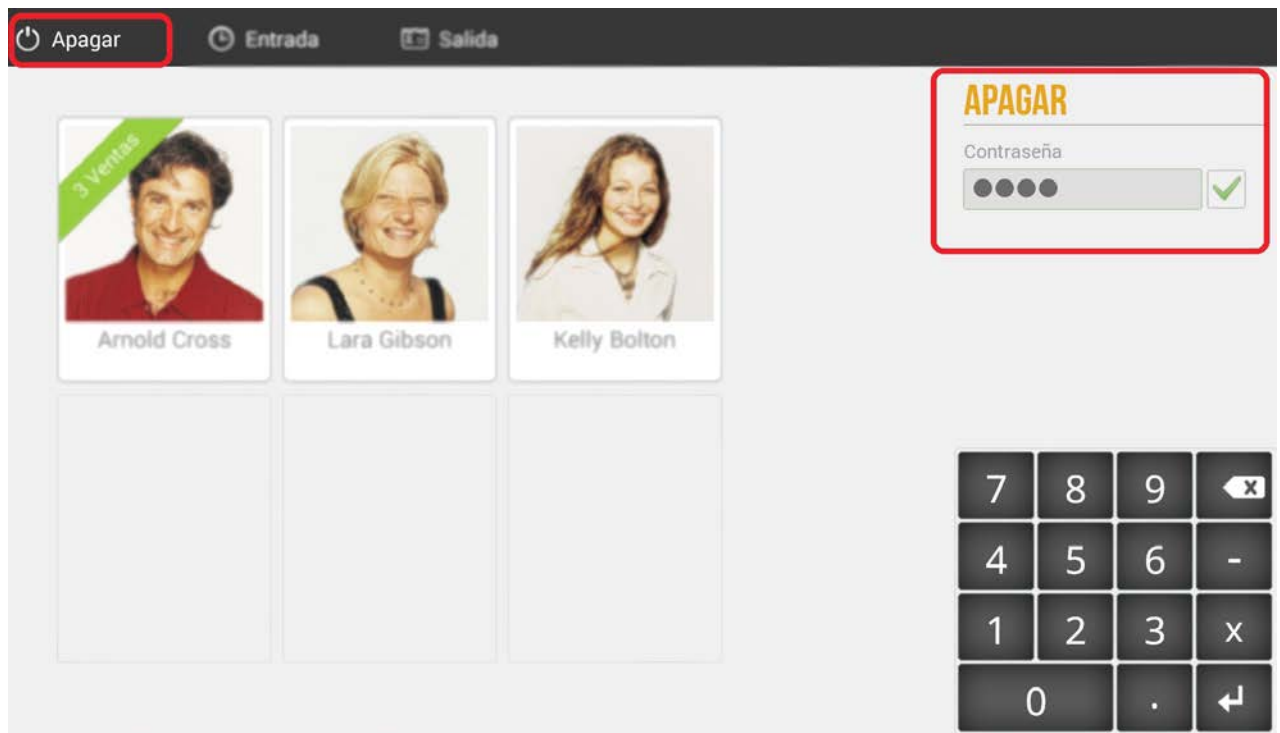 Apagar
Entrada
Salida
APAGAR
Contraseña
3 Ventas
Arnold Cross
Lara Gibson
Kelly Bolton
7 8 9 x
4 5 6 -
1 2 3 x
0 .